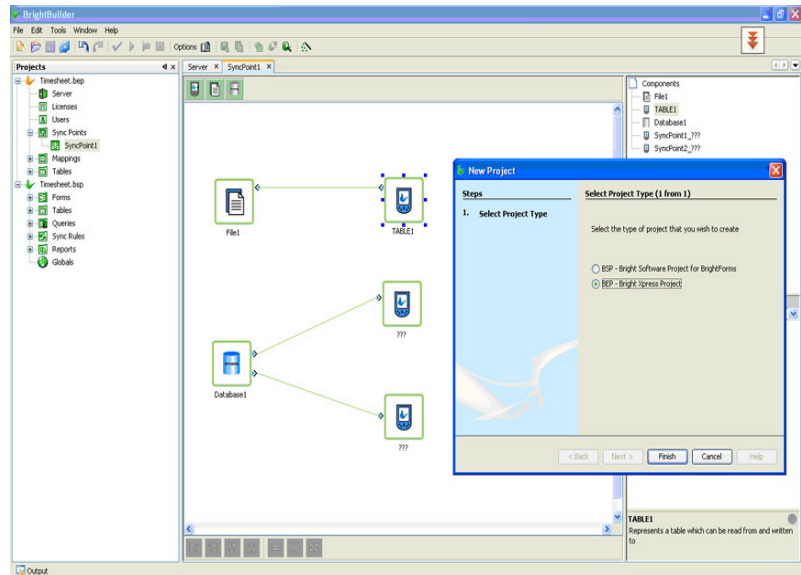 BrightBuilder
File Edit Tools Window Help
Options
Projects
Timesheet.bep
Server
Licenses
Users
Sync Points
SyncPoint1
Mappings
Tables
Timesheet.bsp
Forms
Tables
Queries
Sync Rules
Reports
Globals
Server
SyncPoint1
File1
TABLE1
Database1
???
???
Components
File1
TABLE1
Database1
SyncPoint1_???
SyncPoint2_???
New Project
Steps
1. Select Project Type
Select Project Type (1 from 1)
Select the type of project that you wish to create
BSP - Bright Software Project for BrightForms
BEP - Bright Xpress Project
< Back
Next >
Finish
Cancel
Help
TABLE1
Represents a table which can be read from and written
to
Output